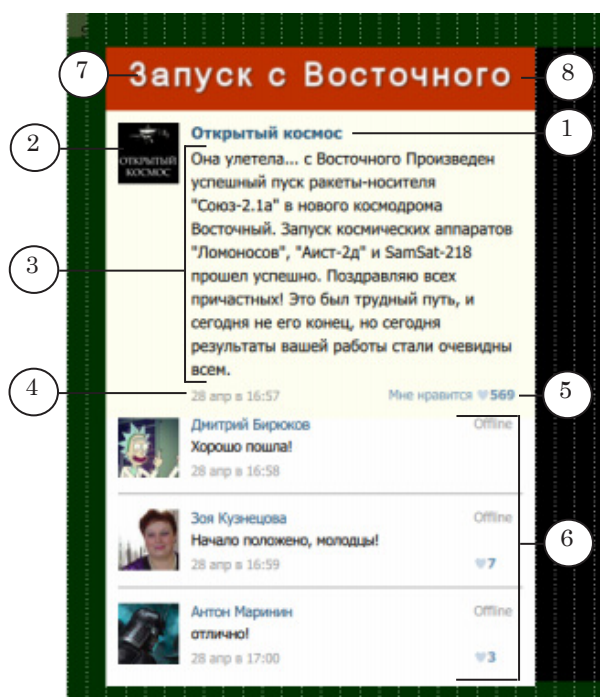 7
Запуск с Восточного
8
2
ОТКРЫТЫЙ
КОСМОС
Открытый космос
1
Она улетела... с Восточного Произведен
успешный пуск ракеты-носителя
"Союз-2.1а" в нового космодрома
Восточный. Запуск космических аппаратов
"Ломоносов", "Аист-2д" и SamSat-218
прошел успешно. Поздравляю всех
причастных! Это был трудный путь, и
сегодня не его конец, но сегодня
результаты вашей работы стали очевидны
всем.
3
4
28 апр в 16:57
Мне нравится 569
5
Дмитрий Бирюков
Offline
Хорошо пошла!
28 апр в 16:58
Зоя Кузнецова
Offline
Начало положено, молодцы!
28 апр в 16:59
7
6
Антон Маринин
Offline
отлично!
28 апр в 17:00
3